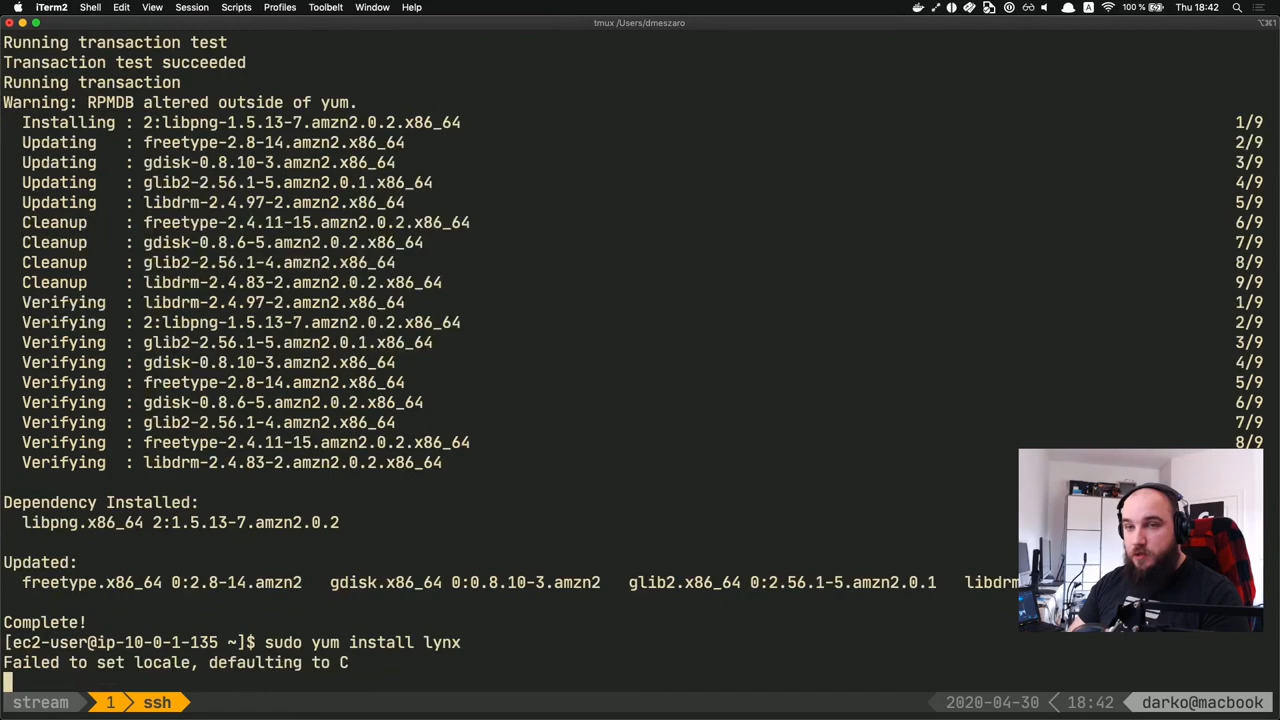 iTerm2 Shell Edit View Session Scripts Profiles Toolbelt Window Help 100 % Thu 18:42
tmux /Users/dmeszaro ⌥⌘1
Running transaction test
Transaction test succeeded
Running transaction
Warning: RPMDB altered outside of yum.
Installing : 2:libpng-1.5.13-7.amzn2.0.2.x86_64 1/9
Updating : freetype-2.8-14.amzn2.x86_64 2/9
Updating : gdisk-0.8.10-3.amzn2.x86_64 3/9
Updating : glib2-2.56.1-5.amzn2.0.1.x86_64 4/9
Updating : libdrm-2.4.97-2.amzn2.x86_64 5/9
Cleanup : freetype-2.4.11-15.amzn2.0.2.x86_64 6/9
Cleanup : gdisk-0.8.6-5.amzn2.0.2.x86_64 7/9
Cleanup : glib2-2.56.1-4.amzn2.x86_64 8/9
Cleanup : libdrm-2.4.83-2.amzn2.0.2.x86_64 9/9
Verifying : libdrm-2.4.97-2.amzn2.x86_64 1/9
Verifying : 2:libpng-1.5.13-7.amzn2.0.2.x86_64 2/9
Verifying : glib2-2.56.1-5.amzn2.0.1.x86_64 3/9
Verifying : gdisk-0.8.10-3.amzn2.x86_64 4/9
Verifying : freetype-2.8-14.amzn2.x86_64 5/9
Verifying : gdisk-0.8.6-5.amzn2.0.2.x86_64 6/9
Verifying : glib2-2.56.1-4.amzn2.x86_64 7/9
Verifying : freetype-2.4.11-15.amzn2.0.2.x86_64 8/9
Verifying : libdrm-2.4.83-2.amzn2.0.2.x86_64
Dependency Installed:
libpng.x86_64 2:1.5.13-7.amzn2.0.2
Updated:
freetype.x86_64 0:2.8-14.amzn2 gdisk.x86_64 0:0.8.10-3.amzn2 glib2.x86_64 0:2.56.1-5.amzn2.0.1 libdrm
Complete!
[ec2-user@ip-10-0-1-135 ~]$ sudo yum install lynx
Failed to set locale, defaulting to C
stream 1 ssh 2020-04-30 18:42 darko@macbook